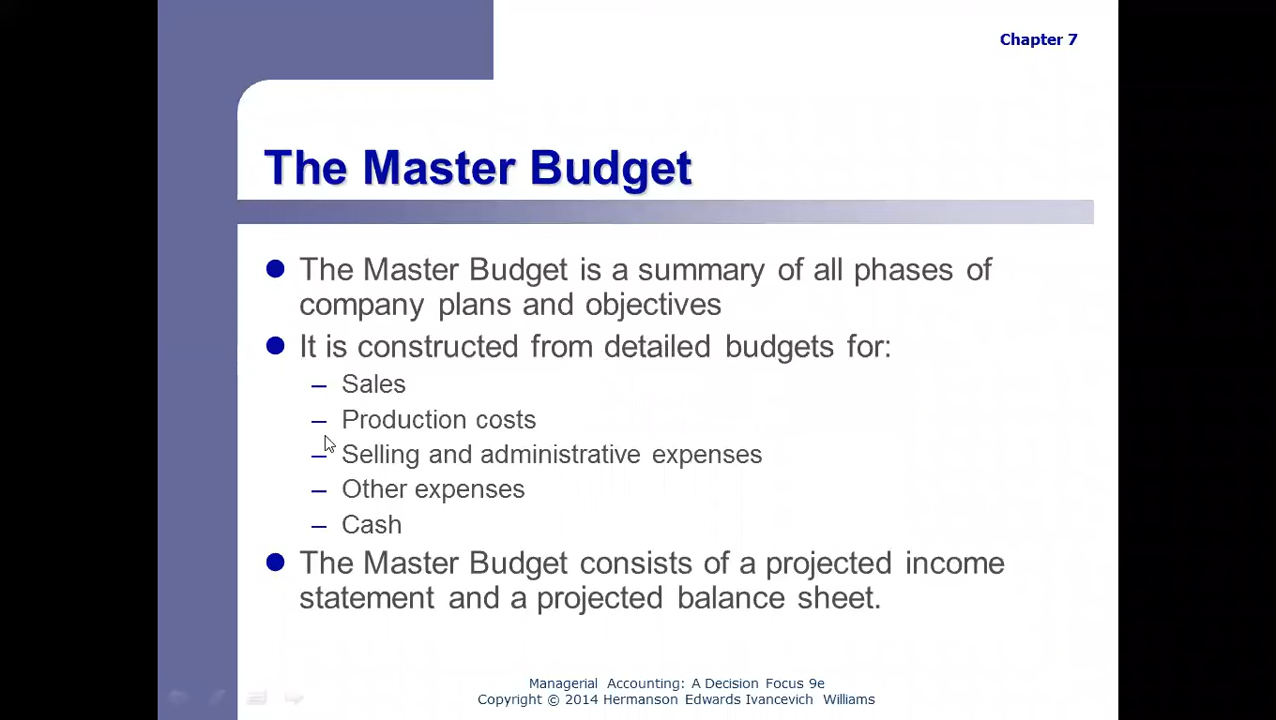 Chapter 7
The Master Budget
The Master Budget is a summary of all phases of
company plans and objectives
It is constructed from detailed budgets for:
– Sales
– Production costs
– Selling and administrative expenses
– Other expenses
– Cash
The Master Budget consists of a projected income
statement and a projected balance sheet.
Managerial Accounting: A Decision Focus 9e
Copyright © 2014 Hermanson Edwards Ivancevich Williams